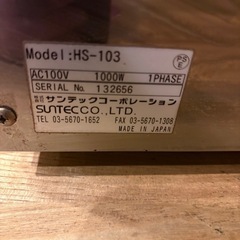 Model:HS-103
PS E
AC100V 1000W 1PHASE
SERIAL No. 132656
株式会社 サンテックコーポレーション
SUNTECCO.,LTD.
TEL 03-5670-1652 FAX 03-5670-1308
MADE IN JAPAN